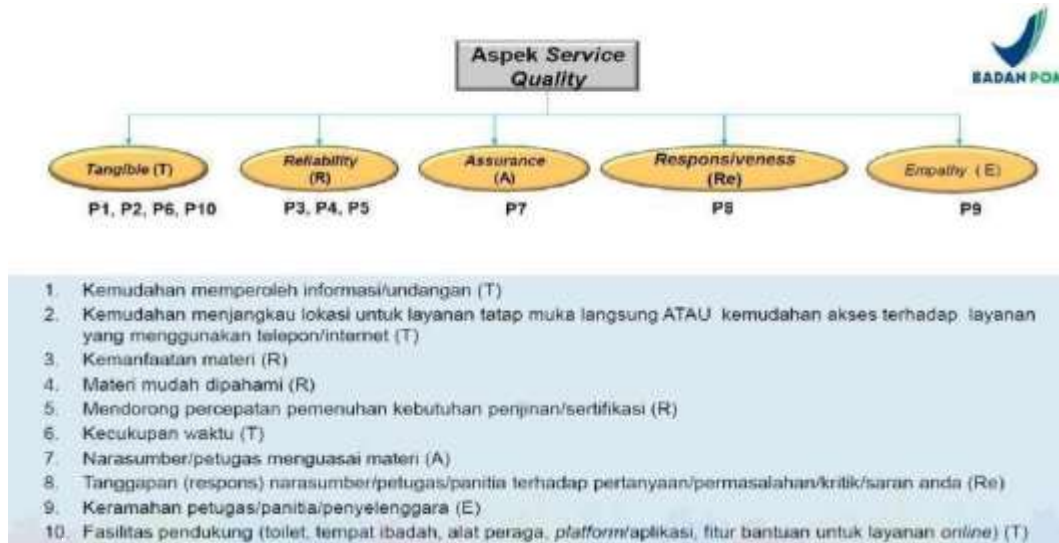 Aspek Service
Quality
BADAN POM
Tangible (T)
Reliability
(R)
Assurance
(A)
Responsiveness
(Re)
Empathy ( E )
P1, P2, P6, P10
P3, P4, P5
P7
P8
P9
1. Kemudahan memperoleh informasi/undangan (T)
2. Kemudahan menjangkau lokasi untuk layanan tatap muka langsung ATAU kemudahan akses terhadap layanan
yang menggunakan telepon/internet (T)
3. Kemanfaatan materi (R)
4. Materi mudah dipahami (R)
5. Mendorong percepatan pemenuhan kebutuhan perijinan/sertifikasi (R)
6. Kecukupan waktu (T)
7. Narasumber/petugas menguasai materi (A)
8. Tanggapan (respons) narasumber/petugas/panitia terhadap pertanyaan/permasalahan/kritik/saran anda (Re)
9. Keramahan petugas/panitia/penyelenggara (E)
10. Fasilitas pendukung (toilet, tempat ibadah, alat peraga, platform/aplikasi, fitur bantuan untuk layanan online) (T)